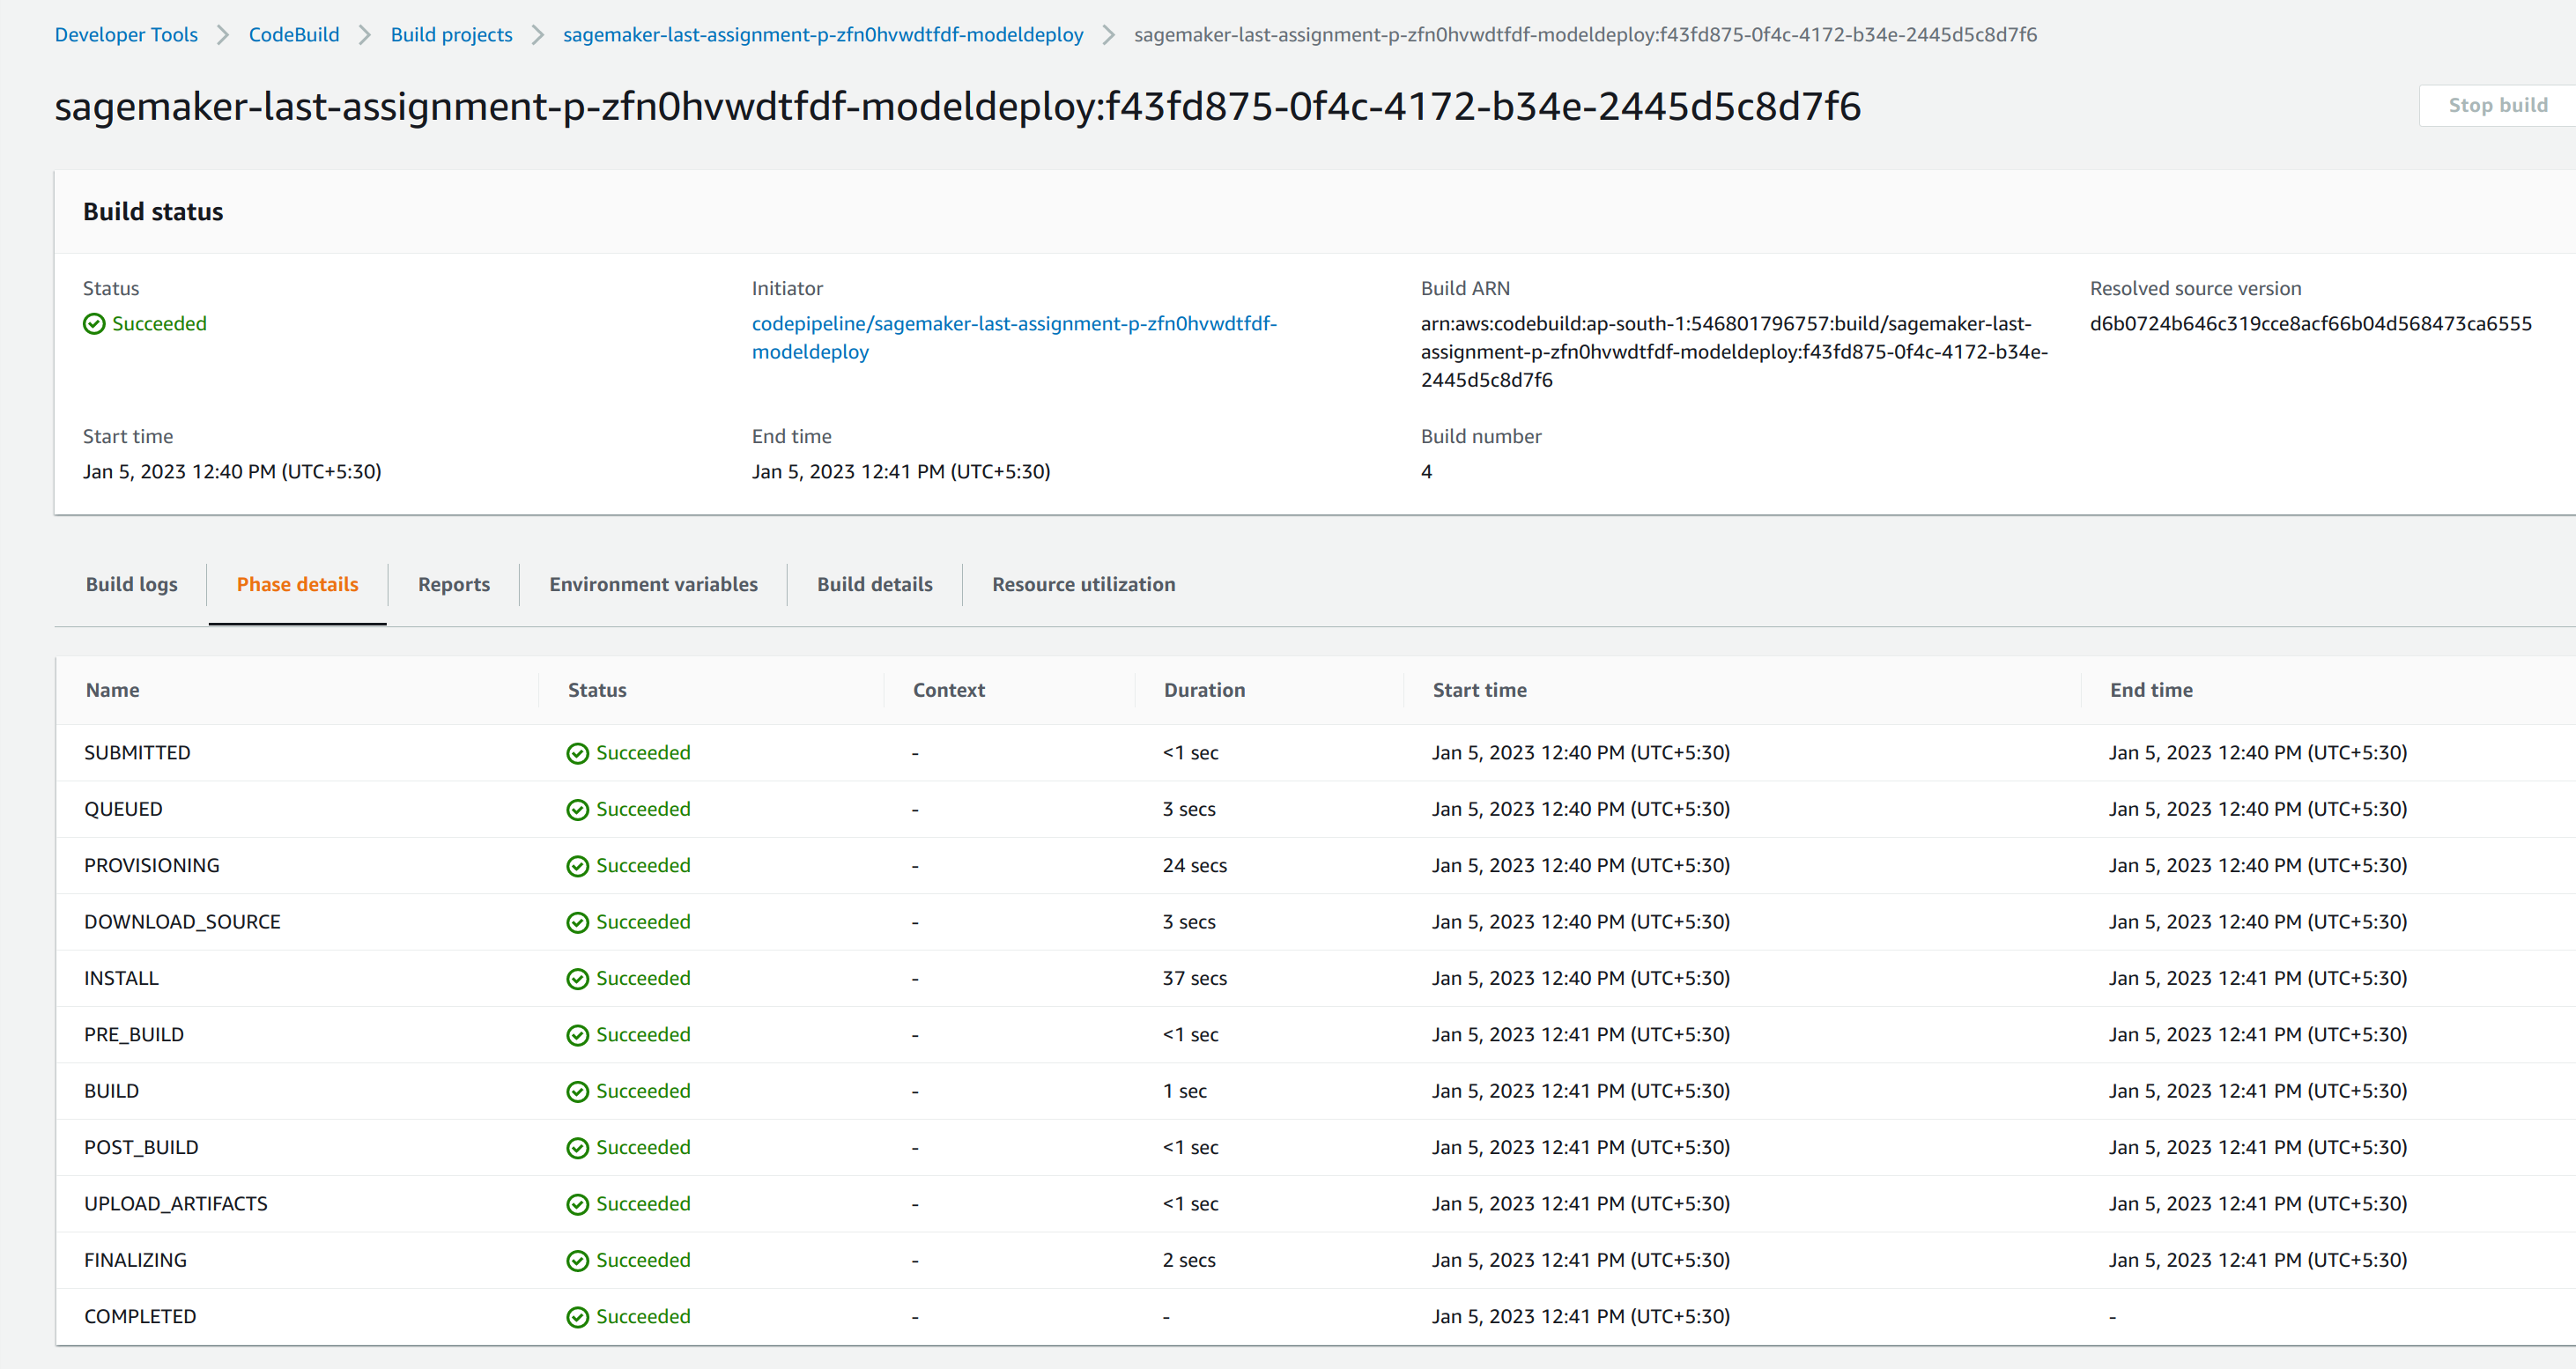 Developer Tools > CodeBuild > Build projects > sagemaker-last-assignment-p-zfn0hvwdtfdf-modeldeploy > sagemaker-last-assignment-p-zfn0hvwdtfdf-modeldeploy:f43fd875-0f4c-4172-b34e-2445d5c8d7f6
sagemaker-last-assignment-p-zfn0hvwdtfdf-modeldeploy:f43fd875-0f4c-4172-b34e-2445d5c8d7f6
Stop build
Build status
Status
Succeeded
Initiator
codepipeline/sagemaker-last-assignment-p-zfn0hvwdtfdf-
modeldeploy
Build ARN
arn:aws:codebuild:ap-south-1:546801796757:build/sagemaker-last-
assignment-p-zfn0hvwdtfdf-modeldeploy:f43fd875-0f4c-4172-b34e-
2445d5c8d7f6
Resolved source version
d6b0724b646c319cce8acf66b04d568473ca6555
Start time
Jan 5, 2023 12:40 PM (UTC+5:30)
End time
Jan 5, 2023 12:41 PM (UTC+5:30)
Build number
4
Build logs Phase details Reports Environment variables Build details Resource utilization
Name Status Context Duration Start time End time
SUBMITTED Succeeded - <1 sec Jan 5, 2023 12:40 PM (UTC+5:30) Jan 5, 2023 12:40 PM (UTC+5:30)
QUEUED Succeeded - 3 secs Jan 5, 2023 12:40 PM (UTC+5:30) Jan 5, 2023 12:40 PM (UTC+5:30)
PROVISIONING Succeeded - 24 secs Jan 5, 2023 12:40 PM (UTC+5:30) Jan 5, 2023 12:40 PM (UTC+5:30)
DOWNLOAD_SOURCE Succeeded - 3 secs Jan 5, 2023 12:40 PM (UTC+5:30) Jan 5, 2023 12:40 PM (UTC+5:30)
INSTALL Succeeded - 37 secs Jan 5, 2023 12:40 PM (UTC+5:30) Jan 5, 2023 12:41 PM (UTC+5:30)
PRE_BUILD Succeeded - <1 sec Jan 5, 2023 12:41 PM (UTC+5:30) Jan 5, 2023 12:41 PM (UTC+5:30)
BUILD Succeeded - 1 sec Jan 5, 2023 12:41 PM (UTC+5:30) Jan 5, 2023 12:41 PM (UTC+5:30)
POST_BUILD Succeeded - <1 sec Jan 5, 2023 12:41 PM (UTC+5:30) Jan 5, 2023 12:41 PM (UTC+5:30)
UPLOAD_ARTIFACTS Succeeded - <1 sec Jan 5, 2023 12:41 PM (UTC+5:30) Jan 5, 2023 12:41 PM (UTC+5:30)
FINALIZING Succeeded - 2 secs Jan 5, 2023 12:41 PM (UTC+5:30) Jan 5, 2023 12:41 PM (UTC+5:30)
COMPLETED Succeeded - - Jan 5, 2023 12:41 PM (UTC+5:30) -